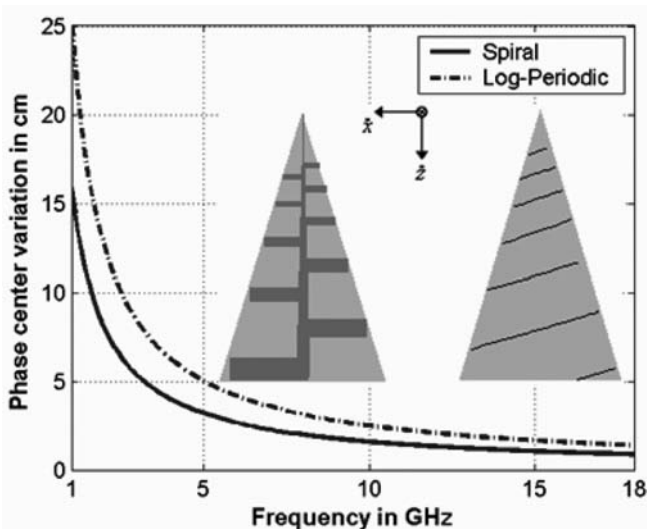 25
20
15
10
5
0
Phase center variation in cm
Spiral
Log-Periodic
x̂
ẑ
1
5
10
15
18
Frequency in GHz